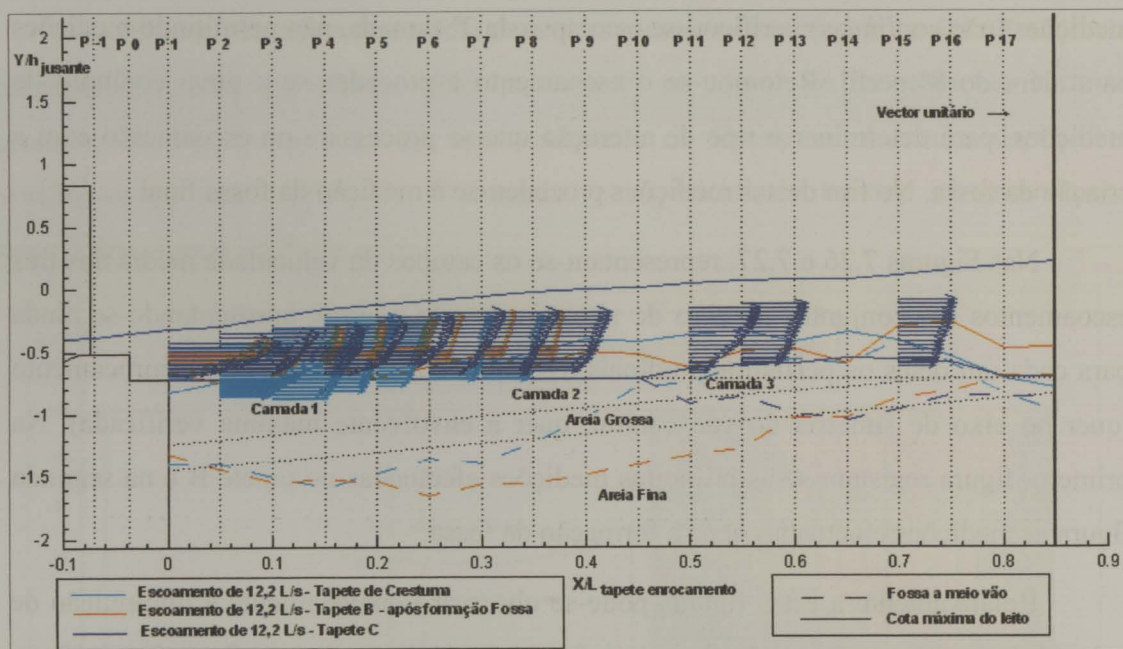 2
P -1 P 0 P 1 P 2 P 3 P 4 P 5 P 6 P 7 P 8 P 9 P 10 P 11 P 12 P 13 P 14 P 15 P 16 P 17
Y/h jusante
1.5
Vector unitário →
1
0.5
0
-0.5
Camada 1
Camada 2
Camada 3
-1
Areia Grossa
-1.5
Areia Fina
-2
-0.1 0.0 0.1 0.2 0.3 0.4 0.5 0.6 0.7 0.8 0.9
X/L tapete enrocamento
Escoamento de 12,2 L/s - Tapete de Crestuma
Escoamento de 12,2 L/s - Tapete B - após formação Fossa
Escoamento de 12,2 L/s - Tapete C
Fossa a meio vão
Cota máxima do leito